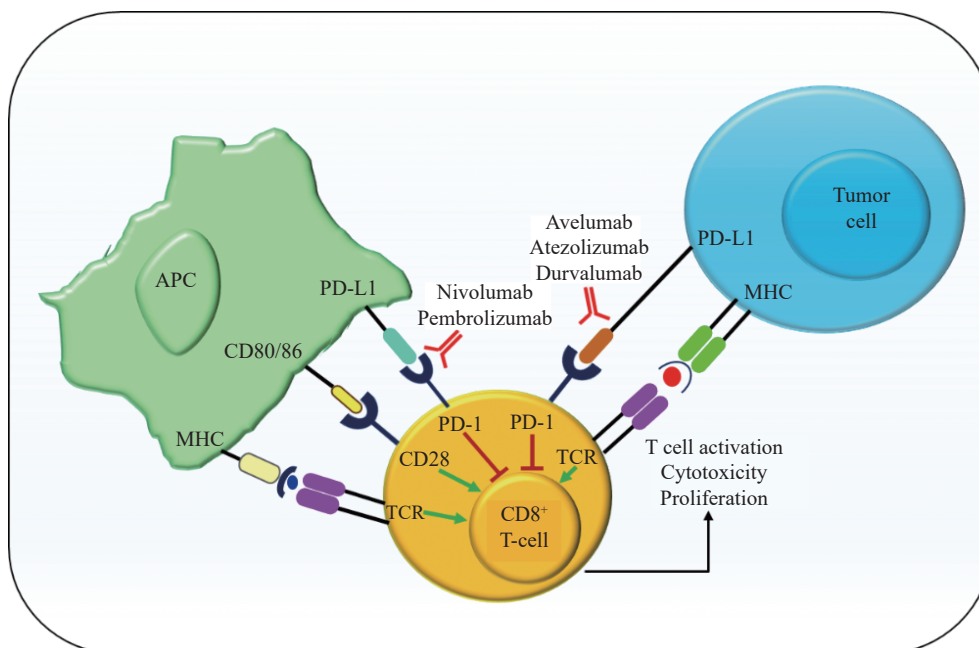 Tumor
cell
Avelumab
Atezolizumab
Durvalumab
PD-L1
APC
PD-L1
MHC
Nivolumab
Pembrolizumab
CD80/86
PD-1
PD-1
MHC
CD28
TCR
T cell activation
Cytotoxicity
Proliferation
TCR
CD8⁺
T-cell